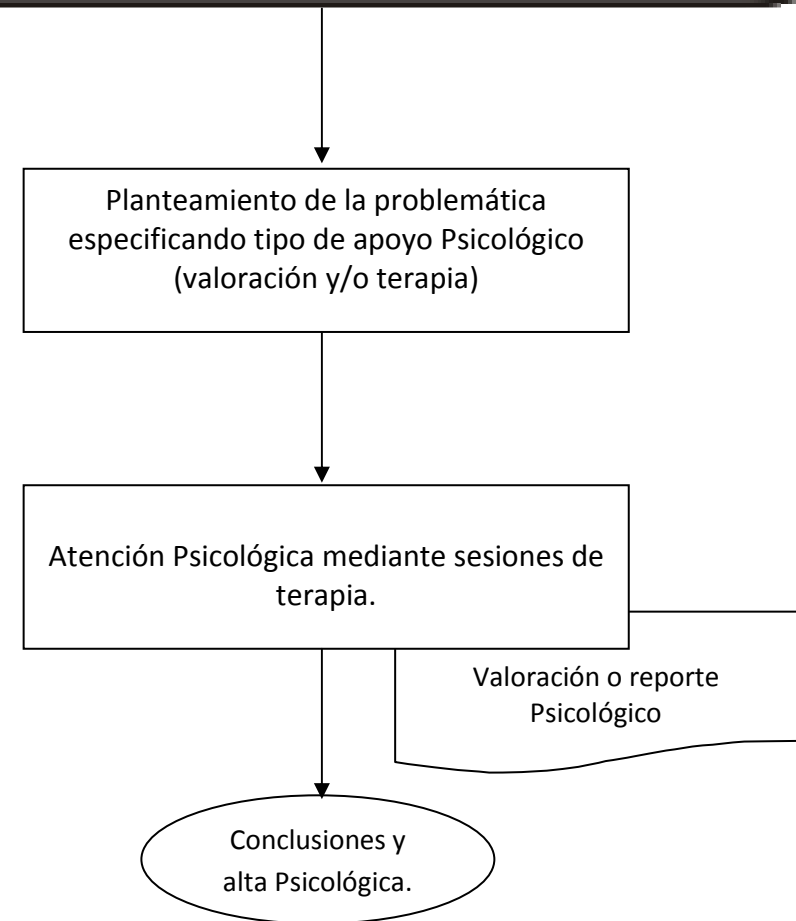 Planteamiento de la problemática
especificando tipo de apoyo Psicológico
(valoración y/o terapia)
Atención Psicológica mediante sesiones de
terapia.
Valoración o reporte
Psicológico
Conclusiones y
alta Psicológica.